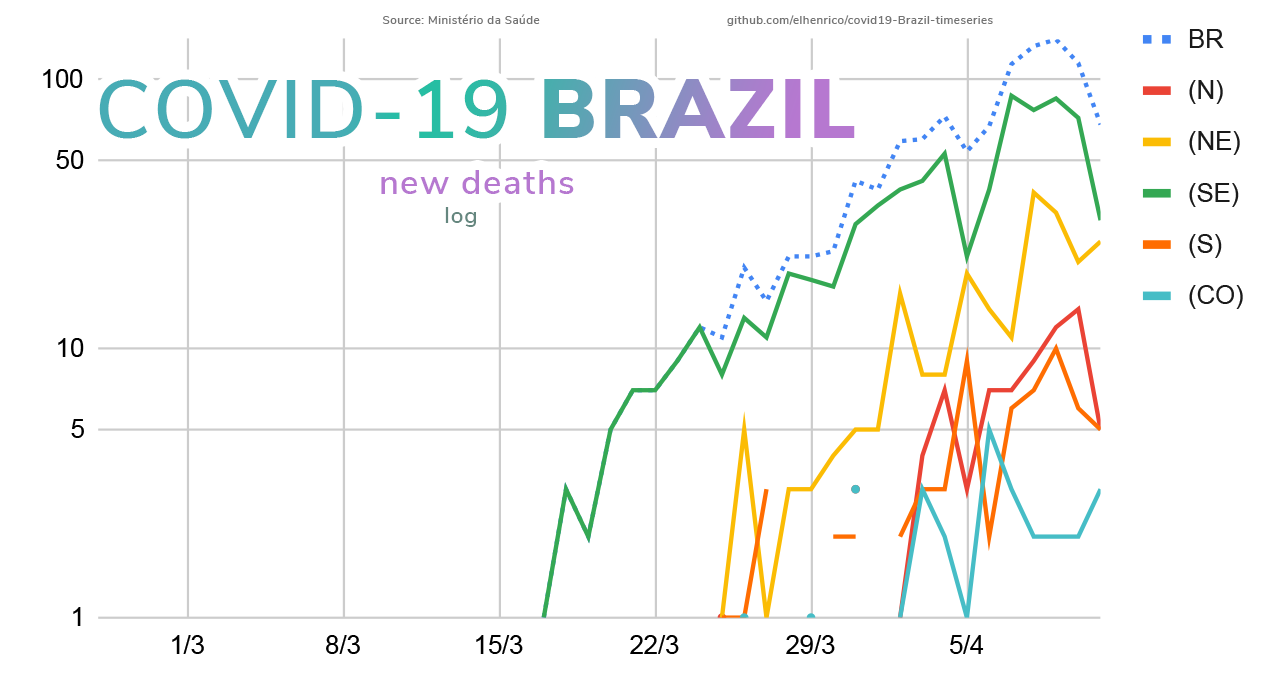 Source: Ministério da Saúde
github.com/elhenrico/covid19-Brazil-timeseries
COVID-19 BRAZIL
new deaths
log
100
50
10
5
1
1/3
8/3
15/3
22/3
29/3
5/4
BR
(N)
(NE)
(SE)
(S)
(CO)